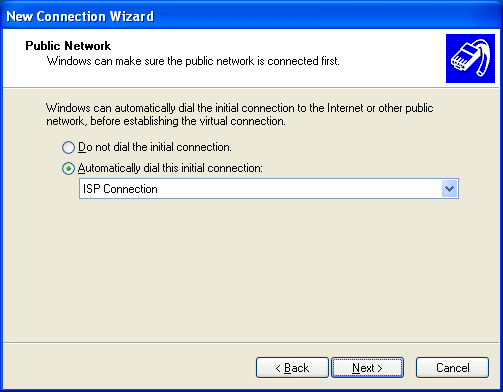 New Connection Wizard
Public Network
Windows can make sure the public network is connected first.
Windows can automatically dial the initial connection to the Internet or other public
network, before establishing the virtual connection.
Do not dial the initial connection.
Automatically dial this initial connection:
ISP Connection
< Back
Next >
Cancel